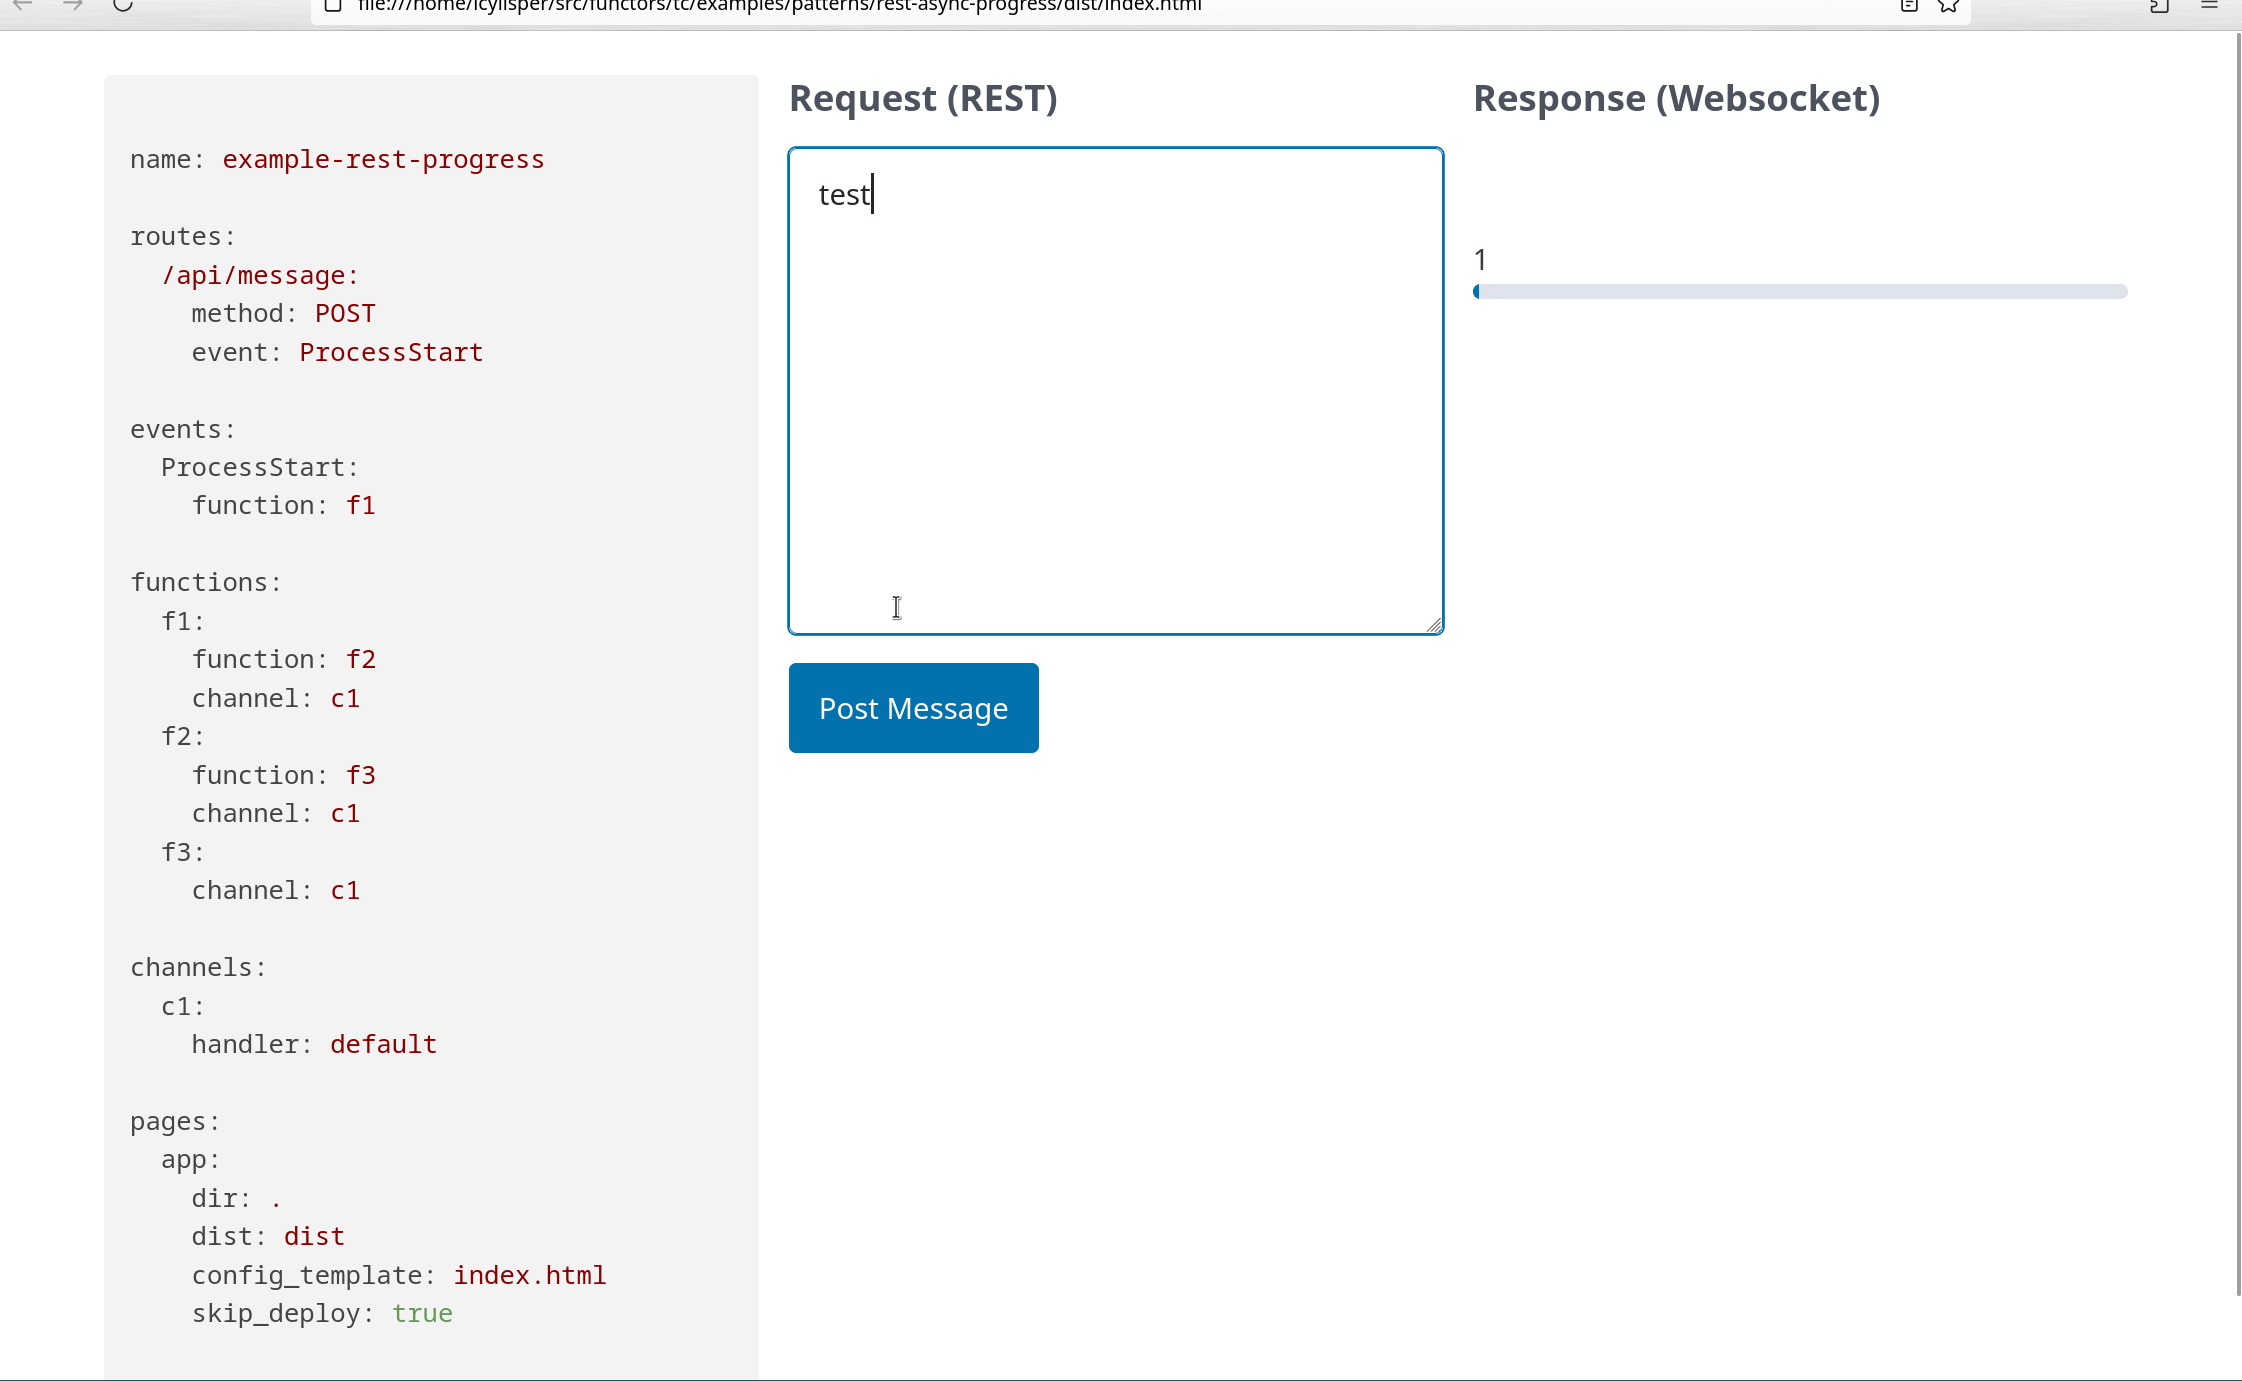 file:///home/icylisper/src/functors/tc/examples/patterns/rest-async-progress/dist/index.html
name: example-rest-progress
routes:
/api/message:
method: POST
event: ProcessStart
events:
ProcessStart:
function: f1
functions:
f1:
function: f2
channel: c1
f2:
function: f3
channel: c1
f3:
channel: c1
channels:
c1:
handler: default
pages:
app:
dir: .
dist: dist
config_template: index.html
skip_deploy: true
Request (REST)
test
Post Message
Response (Websocket)
1